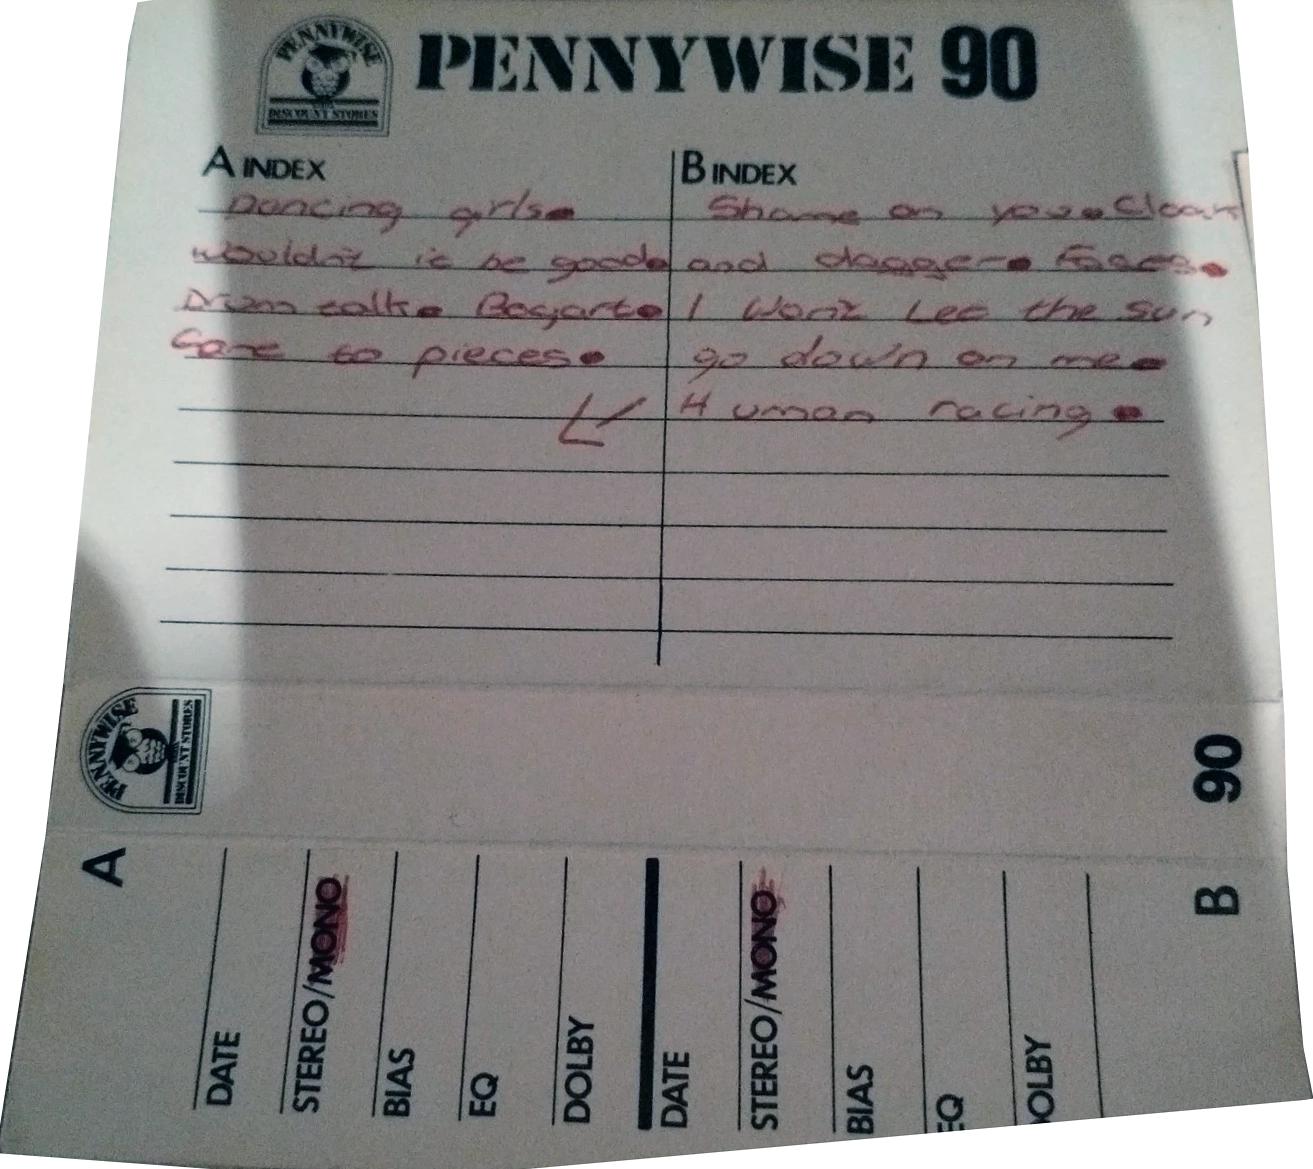 PENNYWISE
DISCOUNT STORES
PENNYWISE 90
A INDEX
Dancing girls.
Wouldn't it be good.
Drum talk. Bogart.
Gone to pieces.
B INDEX
Shame on you. Cloak
and dagger. Faces.
I Won't Let the sun
go down on me.
Human racing.
PENNYWISE
DISCOUNT STORES
90
A
B
DATE
STEREO/MONO
BIAS
EQ
DOLBY
DATE
STEREO/MONO
BIAS
EQ
OLBY